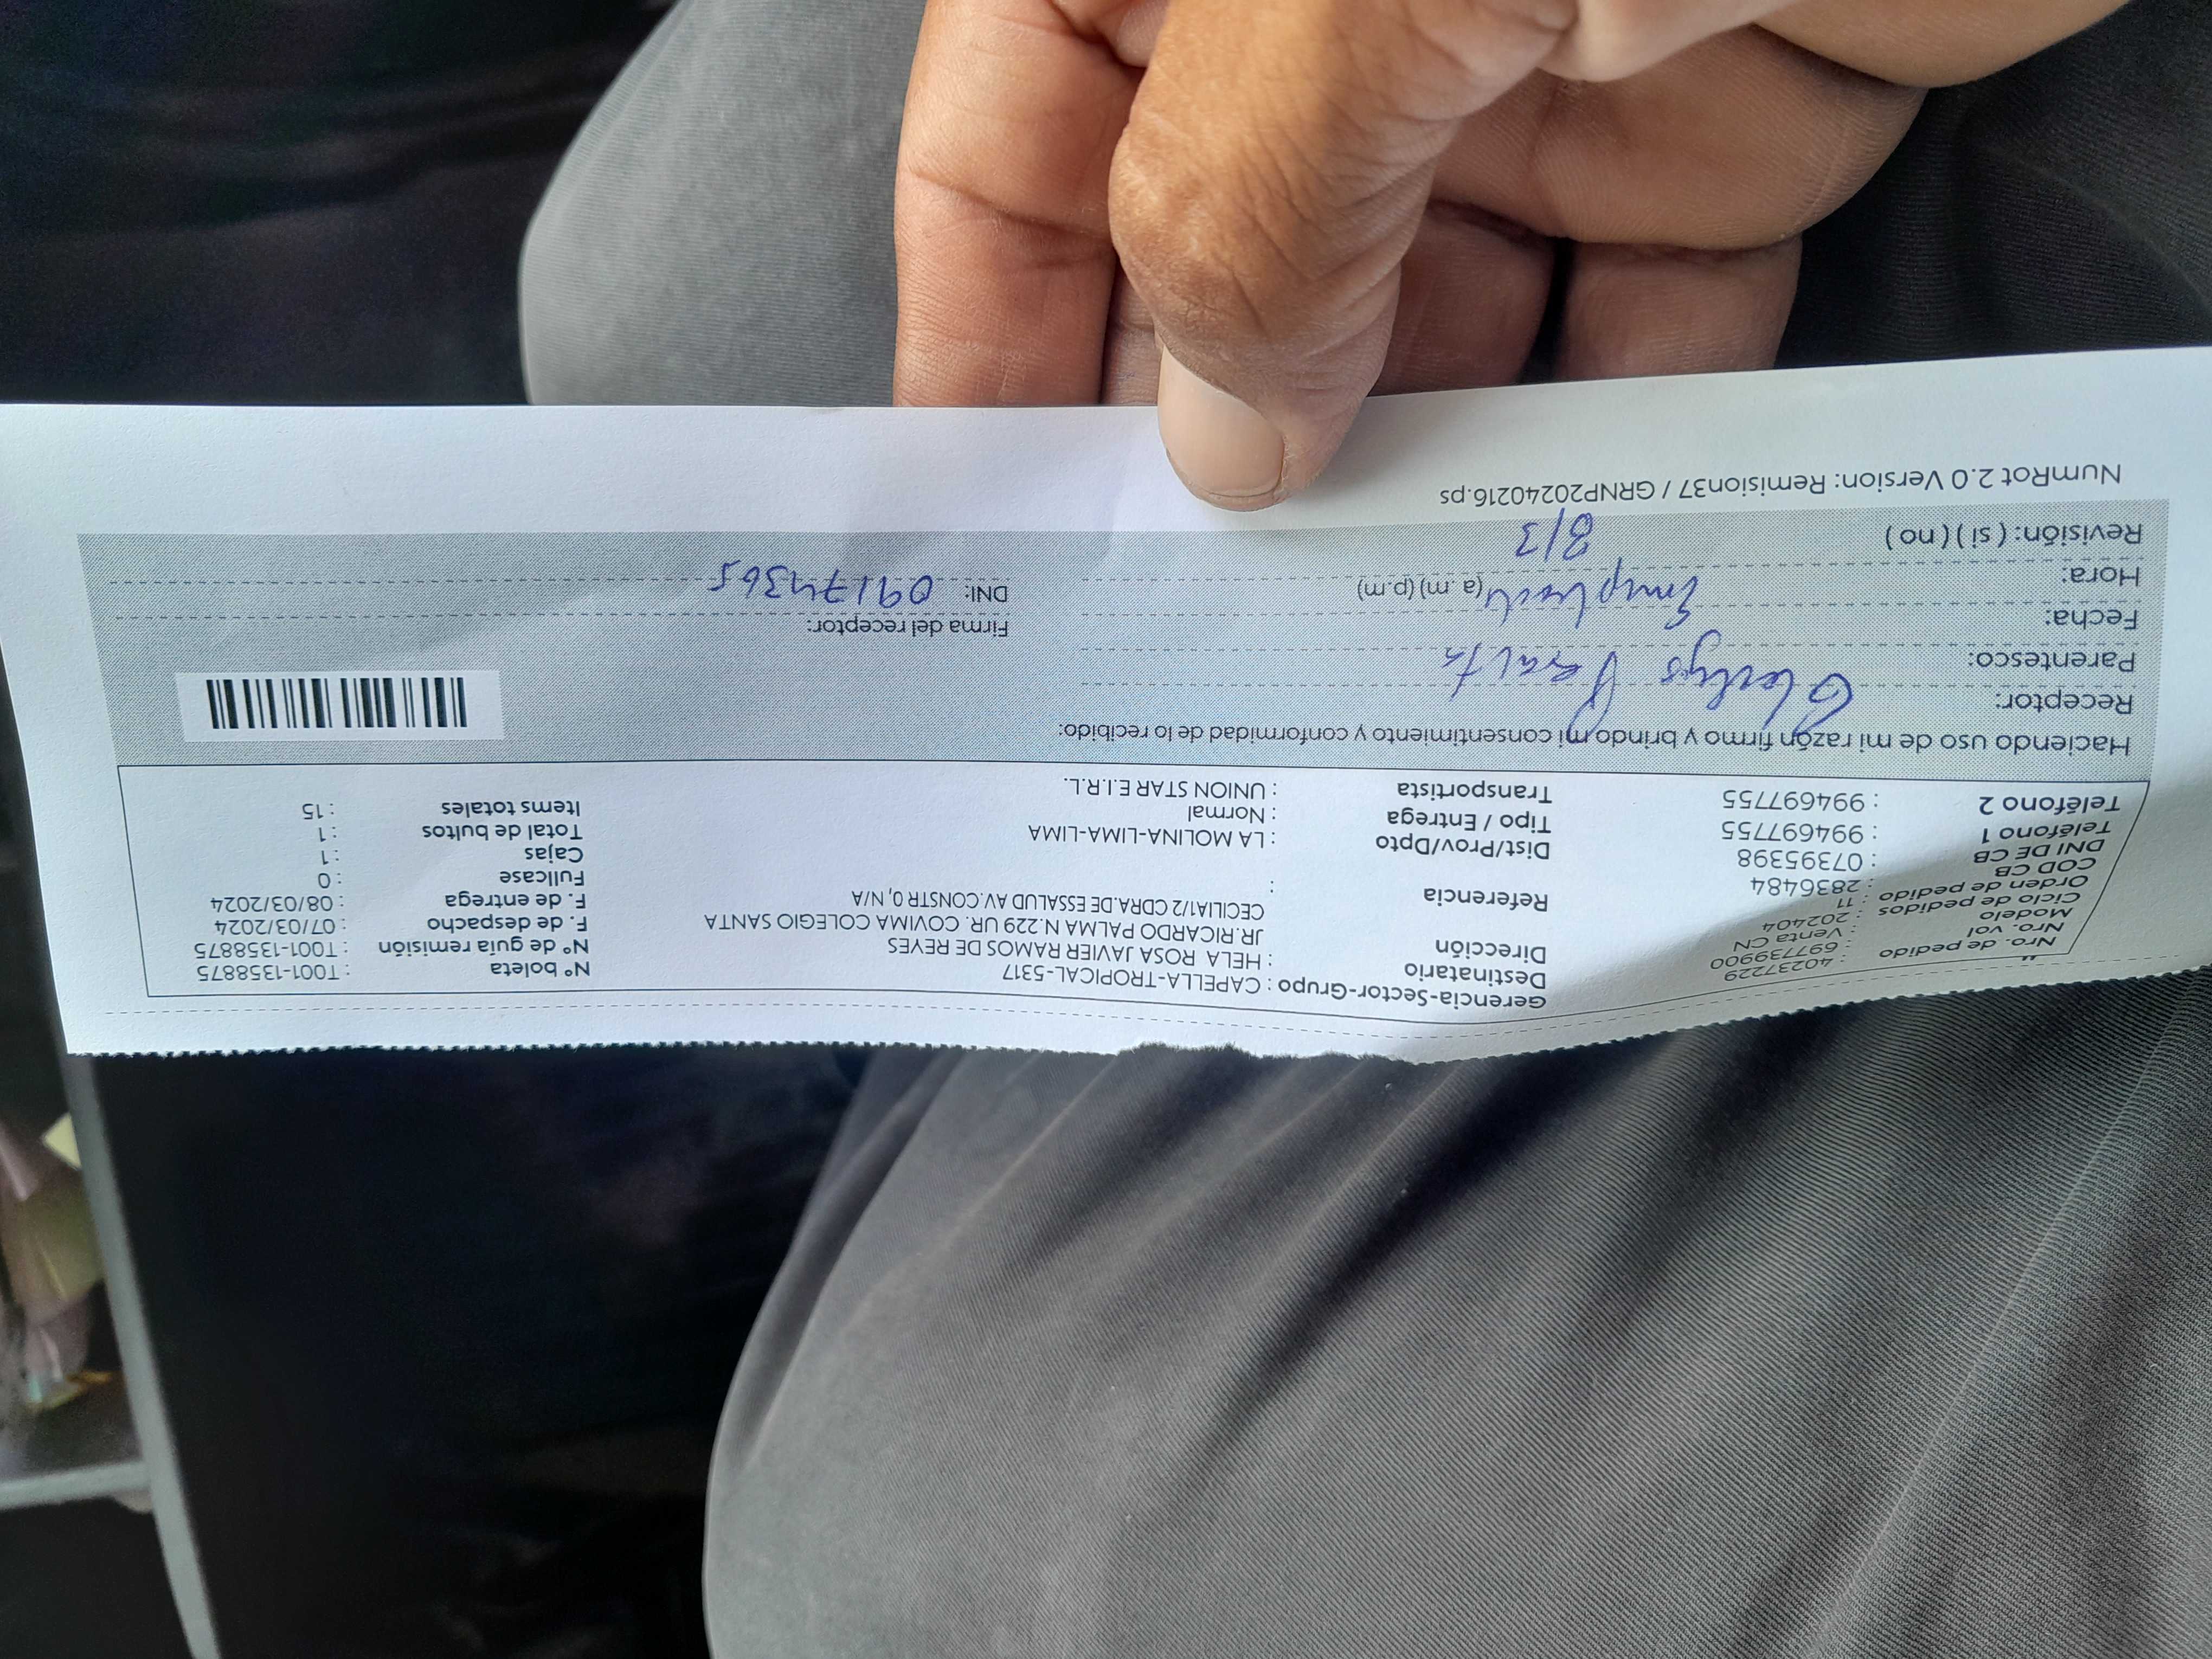 Nro. de pedido : 40237229
Nro. vol : 697739900
Modelo : Venta CN
Ciclo de pedidos : 202404
Orden de pedido : 11
COD CB : 2836484
DNI DE CB : 07395398
Teléfono 1 : 994697755
Teléfono 2 : 994697755
Gerencia-Sector-Grupo : CAPELLA-TROPICAL-5317
Destinatario : HELA ROSA JAVIER RAMOS DE REYES
Dirección JR.RICARDO PALMA N.229 UR. COVIMA COLEGIO SANTA
CECILIA1/2 CDRA.DE ESSALUD AV.CONSTR 0, N/A
Referencia :
Dist/Prov/Dpto : LA MOLINA-LIMA-LIMA
Tipo / Entrega : Normal
Transportista : UNION STAR E.I.R.L.
Nº boleta : T001-1358875
Nº de guía remisión : T001-1358875
F. de despacho : 07/03/2024
F. de entrega : 08/03/2024
Fullcase : 0
Cajas : 1
Total de bultos : 1
Items totales : 15
Haciendo uso de mi razón firmo y brindo mi consentimiento y conformidad de lo recibido:
Receptor: Gladys Peralta
Parentesco:
Fecha: Empleada
Hora: (a.m) (p.m)
Revisión: ( si ) ( no ) 8/3
Firma del receptor:
DNI: 09174365
NumRot 2.0 Version: Remision37 / GRNP20240216.ps